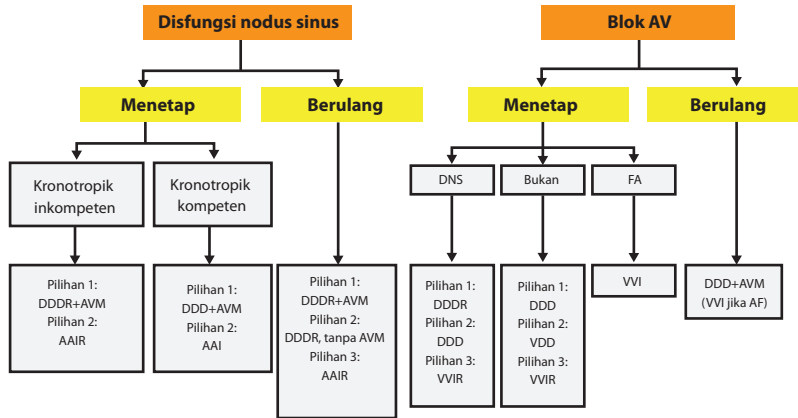 Disfungsi nodus sinus
Menetap
Berulang
Kronotropik
inkompeten
Kronotropik
kompeten
Pilihan 1:
DDDR+AVM
Pilihan 2:
AAIR
Pilihan 1:
DDD+AVM
Pilihan 2:
AAI
Pilihan 1:
DDDR+AVM
Pilihan 2:
DDDR, tanpa AVM
Pilihan 3:
AAIR
Blok AV
Menetap
Berulang
DNS
Bukan
FA
Pilihan 1:
DDDR
Pilihan 2:
DDD
Pilihan 3:
VVIR
Pilihan 1:
DDD
Pilihan 2:
VDD
Pilihan 3:
VVIR
VVI
DDD+AVM
(VVI jika AF)